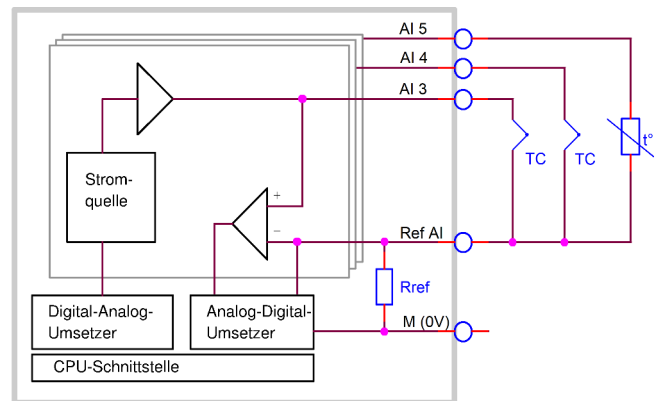 AI 5
AI 4
AI 3
TC
TC
t°
Strom-
quelle
+
−
Ref AI
Rref
Digital-Analog-
Umsetzer
Analog-Digital-
Umsetzer
M (0V)
CPU-Schnittstelle